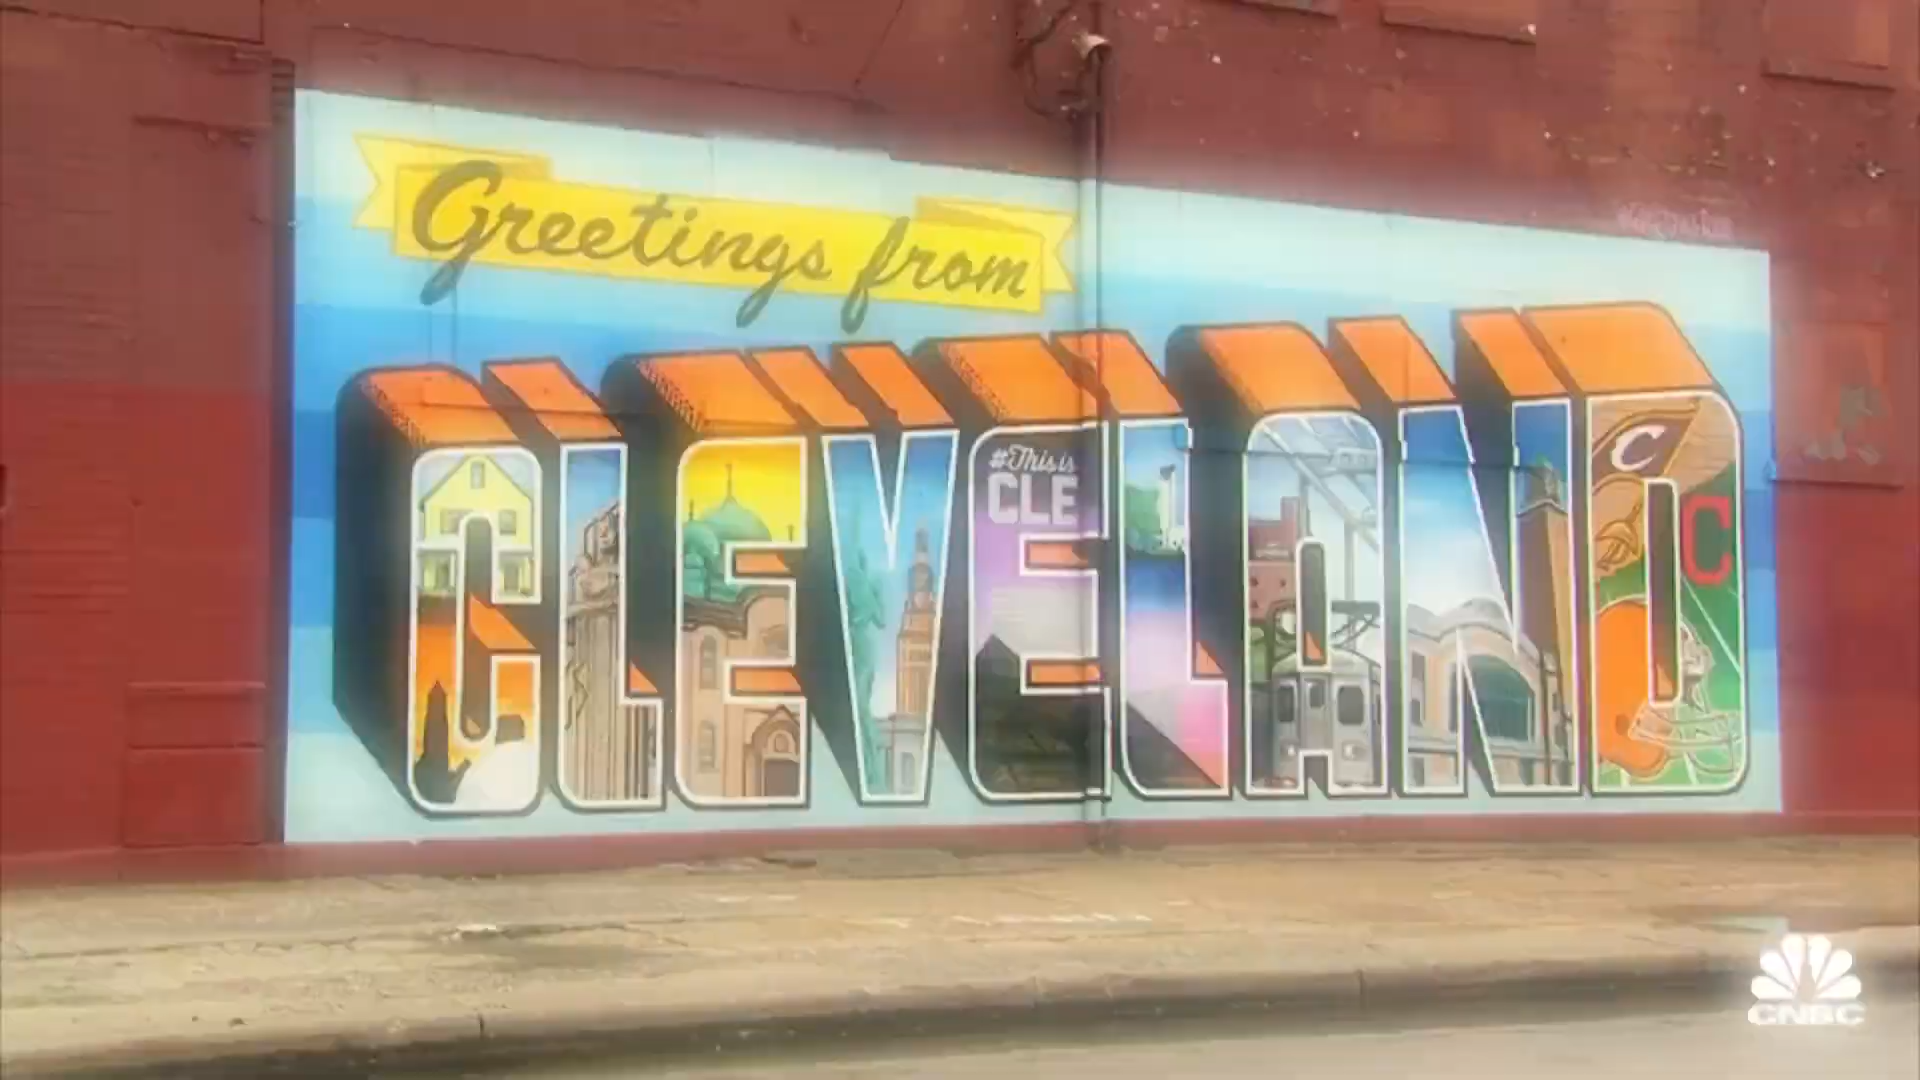 Greetings from
CLEVELAND
#This is
CLE
C
C
CNBC